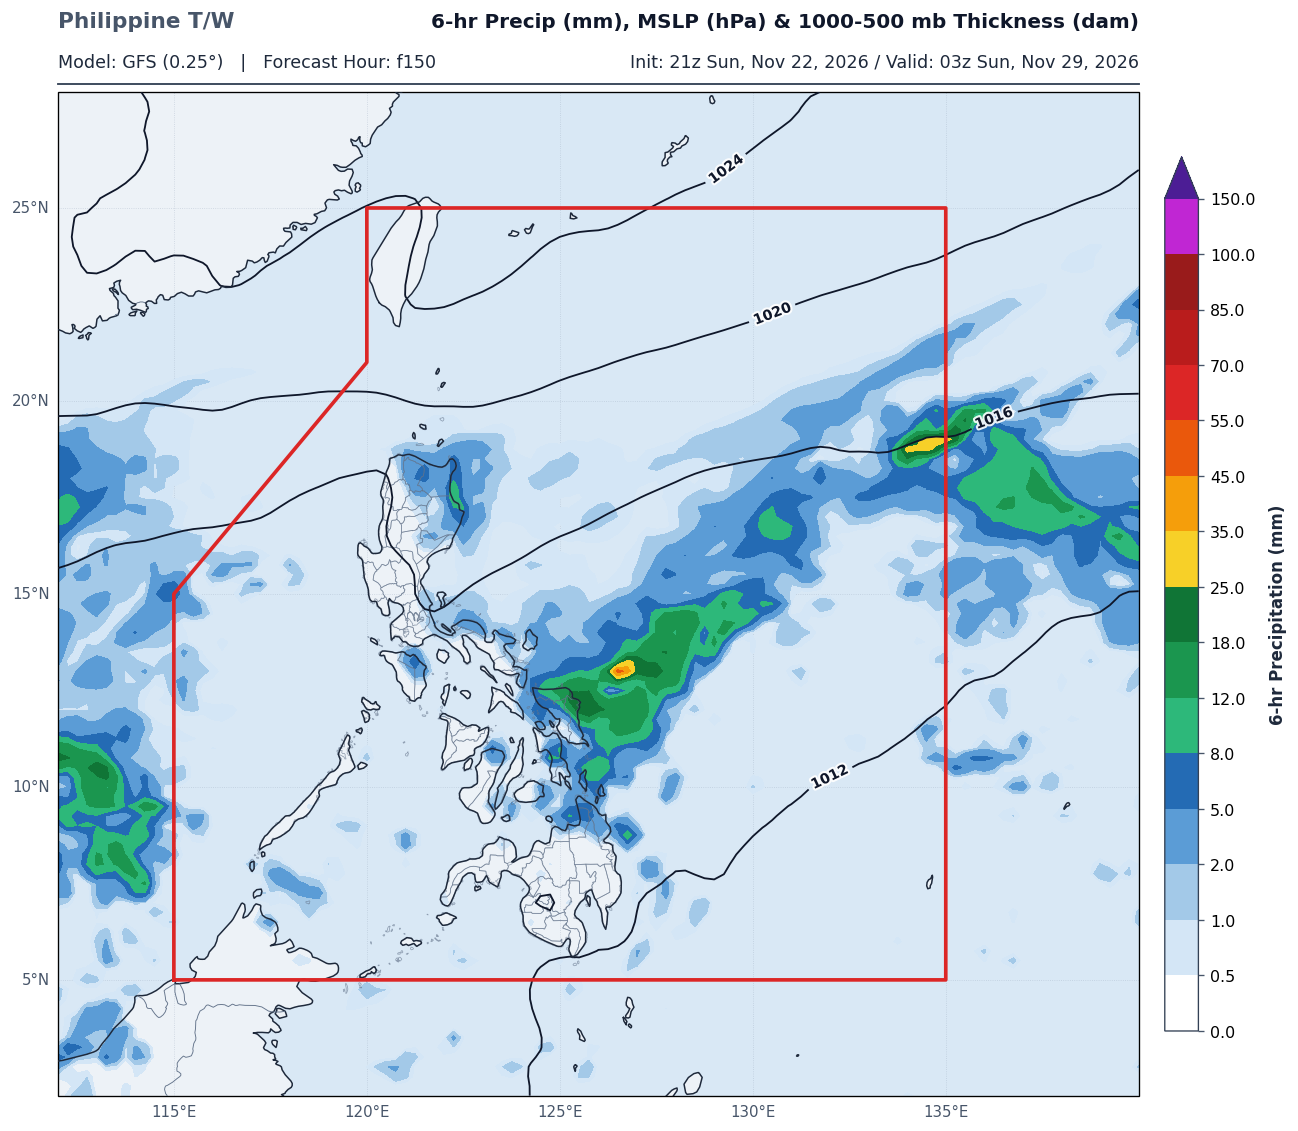 Philippine T/W
6-hr Precip (mm), MSLP (hPa) & 1000-500 mb Thickness (dam)
Model: GFS (0.25°) | Forecast Hour: f150
Init: 21z Sun, Nov 22, 2026 / Valid: 03z Sun, Nov 29, 2026
1024
1020
1016
1012
25°N
20°N
15°N
10°N
5°N
115°E
120°E
125°E
130°E
135°E
150.0
100.0
85.0
70.0
55.0
45.0
35.0
25.0
18.0
12.0
8.0
5.0
2.0
1.0
0.5
0.0
6-hr Precipitation (mm)